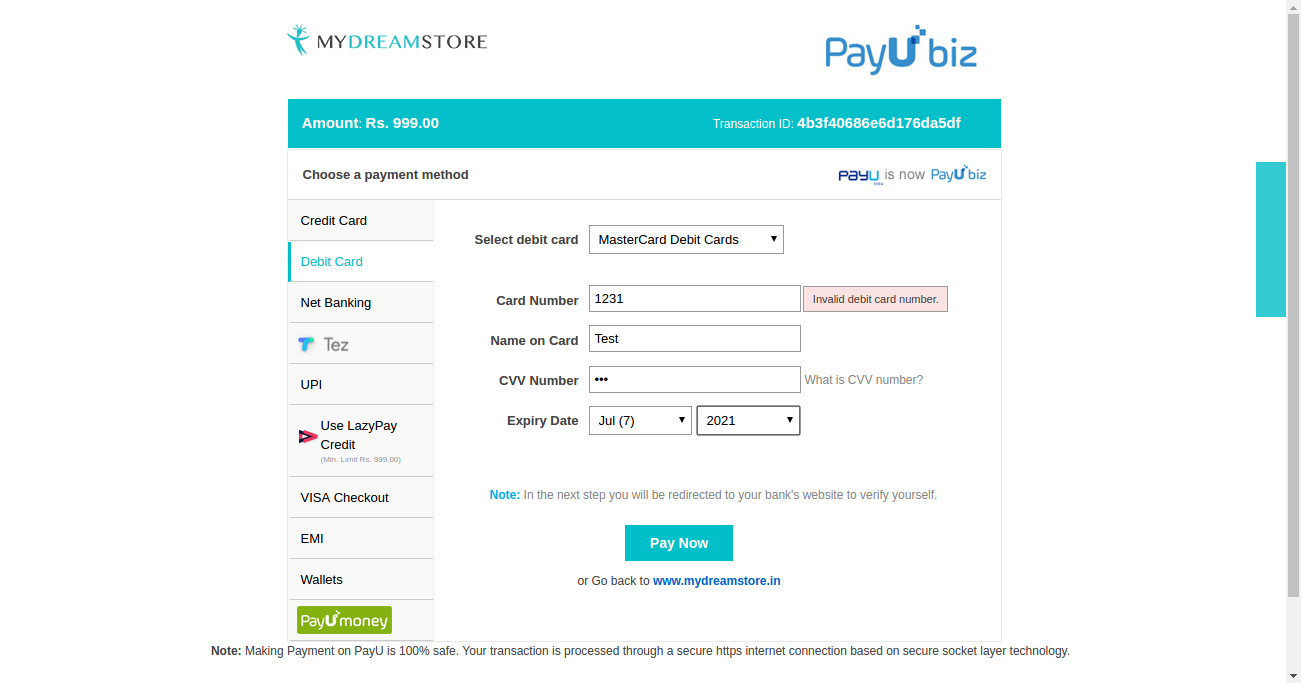 MYDREAMSTORE
PayU biz
Amount: Rs. 999.00
Transaction ID: 4b3f40686e6d176da5df
Choose a payment method
PayU india is now PayU biz
Credit Card
Debit Card
Net Banking
Tez
UPI
Use LazyPay
Credit
(Min. Limit Rs. 999.00)
VISA Checkout
EMI
Wallets
PayUmoney
Select debit card MasterCard Debit Cards
Card Number 1231 Invalid debit card number.
Name on Card Test
CVV Number ••• What is CVV number?
Expiry Date Jul (7) 2021
Note: In the next step you will be redirected to your bank's website to verify yourself.
Pay Now
or Go back to www.mydreamstore.in
Note: Making Payment on PayU is 100% safe. Your transaction is processed through a secure https internet connection based on secure socket layer technology.